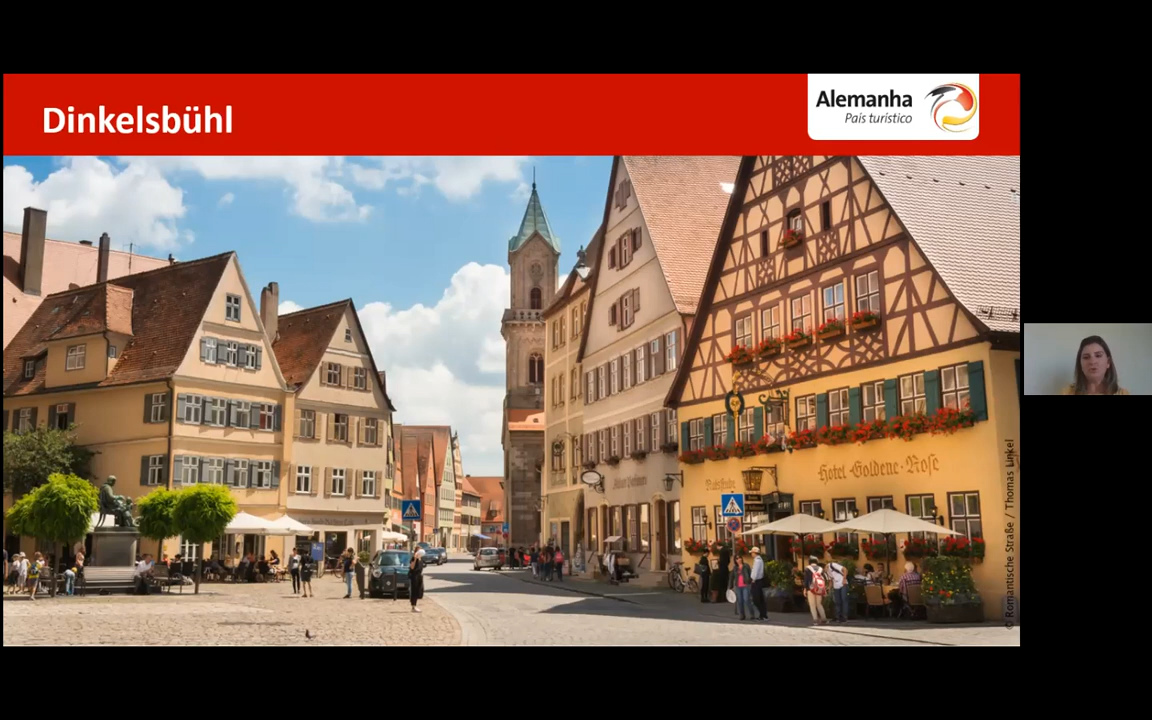 Dinkelsbühl
Alemanha
País turístico
Hotel Goldene Rose
© Romantische Straße / Thomas Linkel